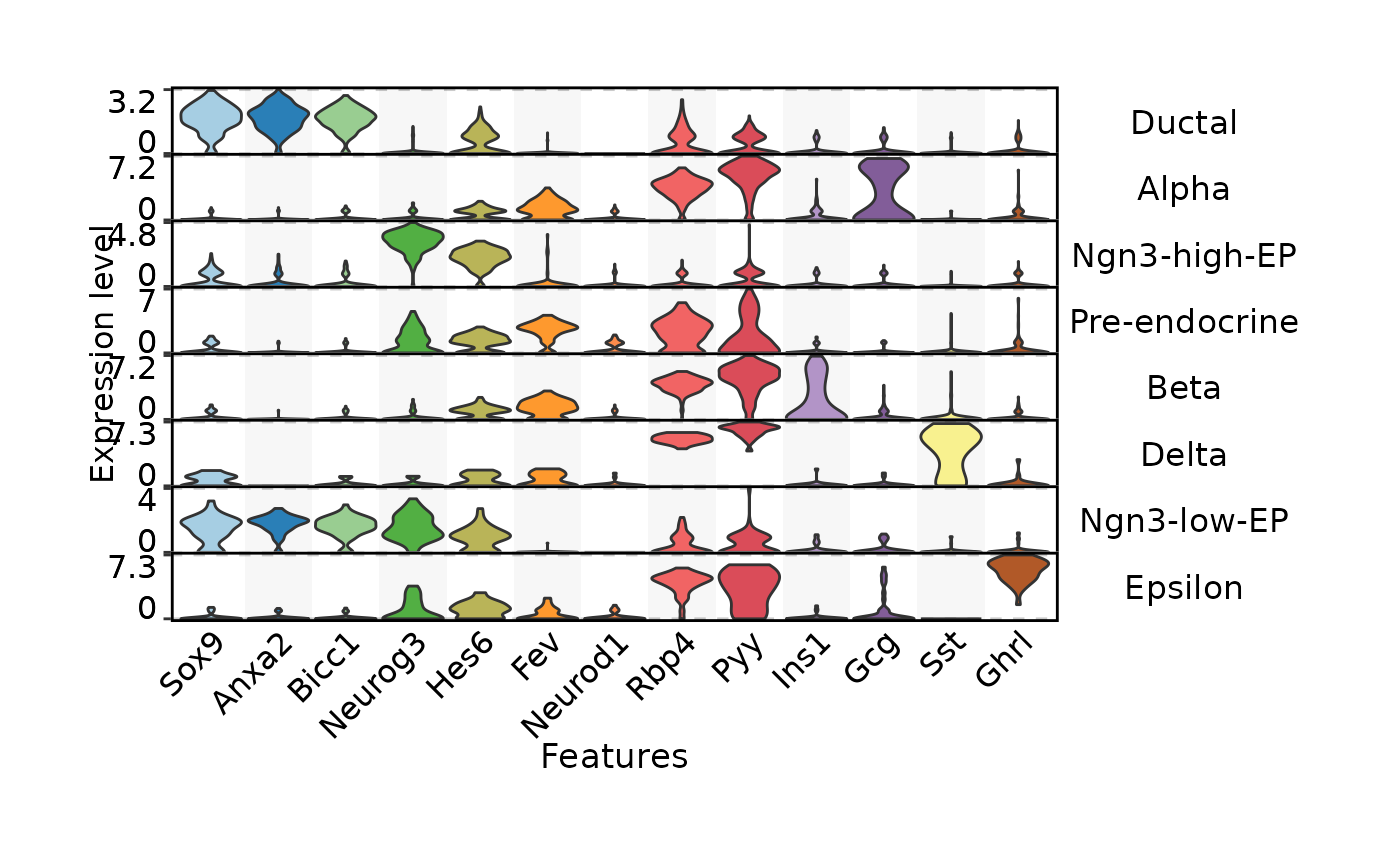 3.2
0
Ductal
7.2
0
Alpha
4.8
0
Ngn3-high-EP
7
0
Pre-endocrine
7.2
0
Beta
7.3
0
Delta
4
0
Ngn3-low-EP
7.3
0
Epsilon
Expression level
Sox9
Anxa2
Bicc1
Neurog3
Hes6
Fev
Neurod1
Rbp4
Pyy
Ins1
Gcg
Sst
Ghrl
Features